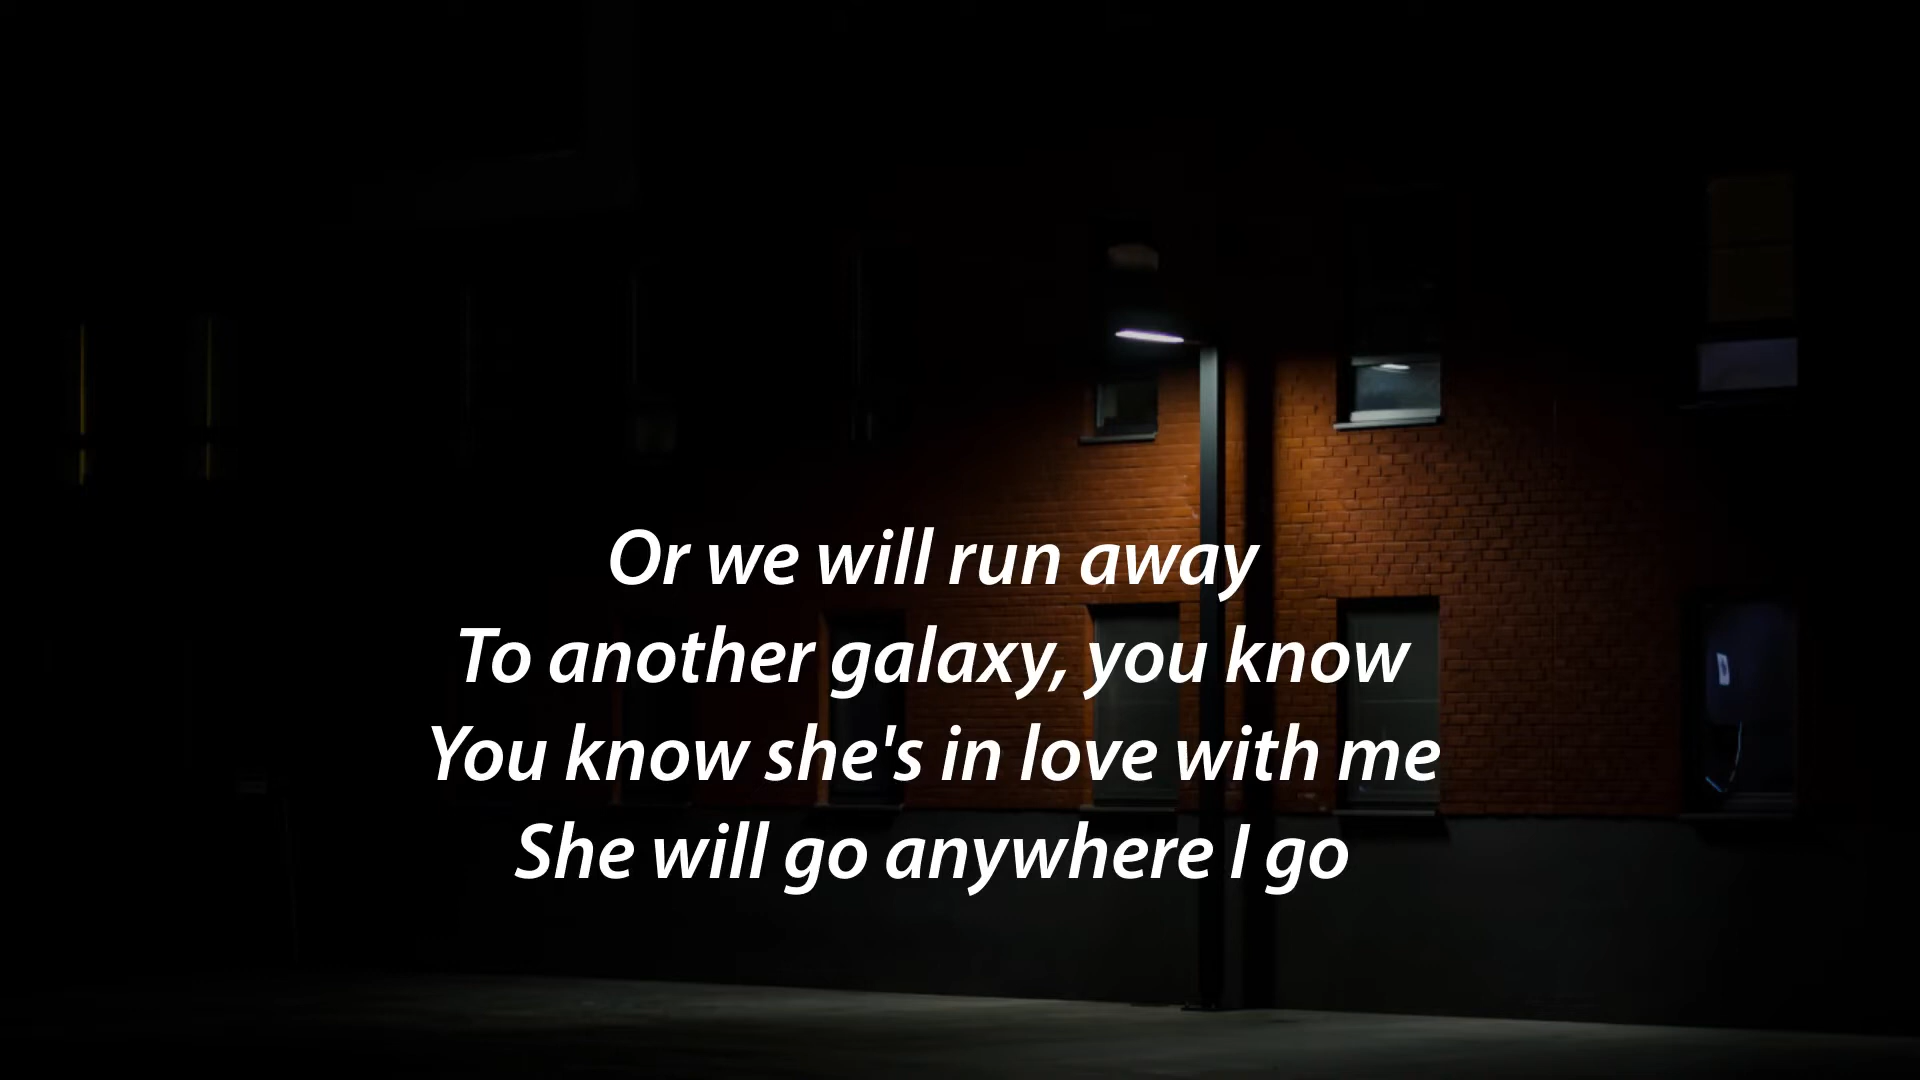 Or we will run away
To another galaxy, you know
You know she's in love with me
She will go anywhere I go